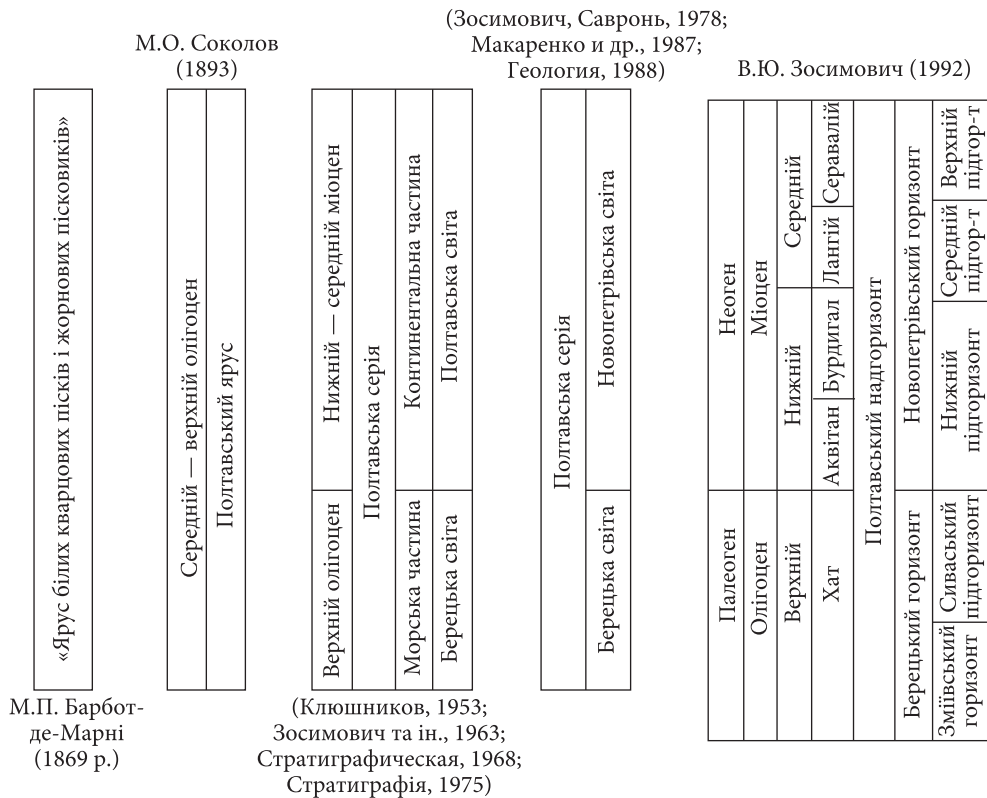 М.П. Барбот-
де-Марні
(1869 р.)
«Ярус білих кварцових пісків і жорнових пісковиків»
М.О. Соколов
(1893)
Середній — верхній олігоцен
Полтавський ярус
(Клюшников, 1953;
Зосимович та ін., 1963;
Стратиграфическая, 1968;
Стратиграфія, 1975)
Нижній — середній міоцен
Верхній олігоцен
Полтавська серія
Континентальна частина
Морська частина
Полтавська світа
Берецька світа
(Зосимович, Савронь, 1978;
Макаренко и др., 1987;
Геология, 1988)
Полтавська серія
Новопетрівська світа
Берецька світа
В.Ю. Зосимович (1992)
Неоген
Палеоген
Міоцен
Олігоцен
Середній
Нижній
Верхній
Серавалій
Лангій
Бурдигал
Аквітан
Хат
Полтавський надгоризонт
Новопетрівський горизонт
Берецький горизонт
Верхній
підгор-т
Середній
підгор-т
Нижній
підгоризонт
Сиваський
підгоризонт
Зміївський
горизонт